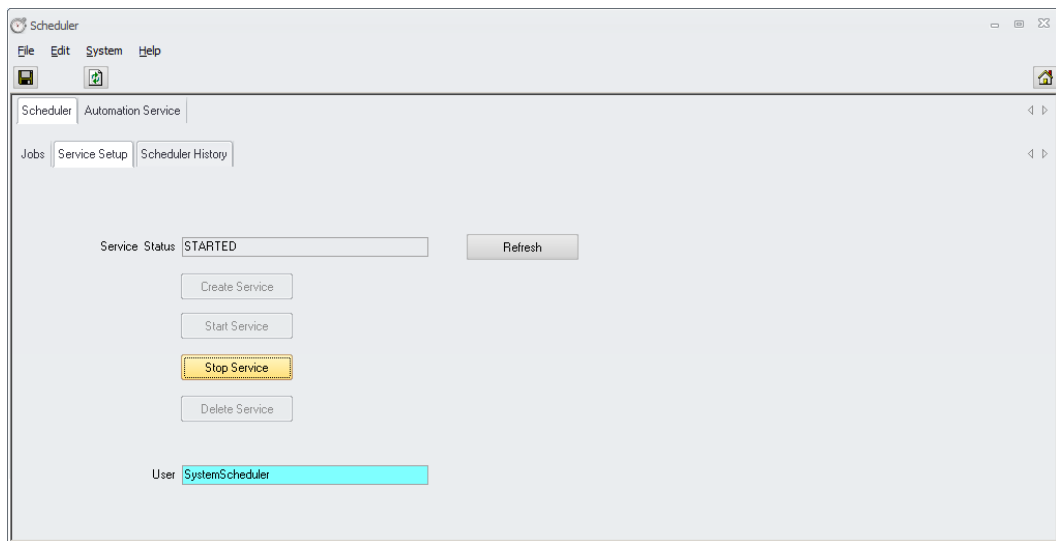 Scheduler
File Edit System Help
Scheduler Automation Service
Jobs Service Setup Scheduler History
Service Status STARTED Refresh
Create Service
Start Service
Stop Service
Delete Service
User SystemScheduler